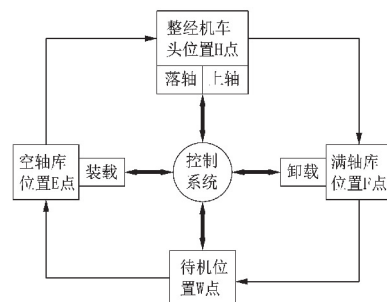 整经机车
头位置H点
落轴
上轴
空轴库
位置E点
装载
控制
系统
卸载
满轴库
位置F点
待机位
置W点